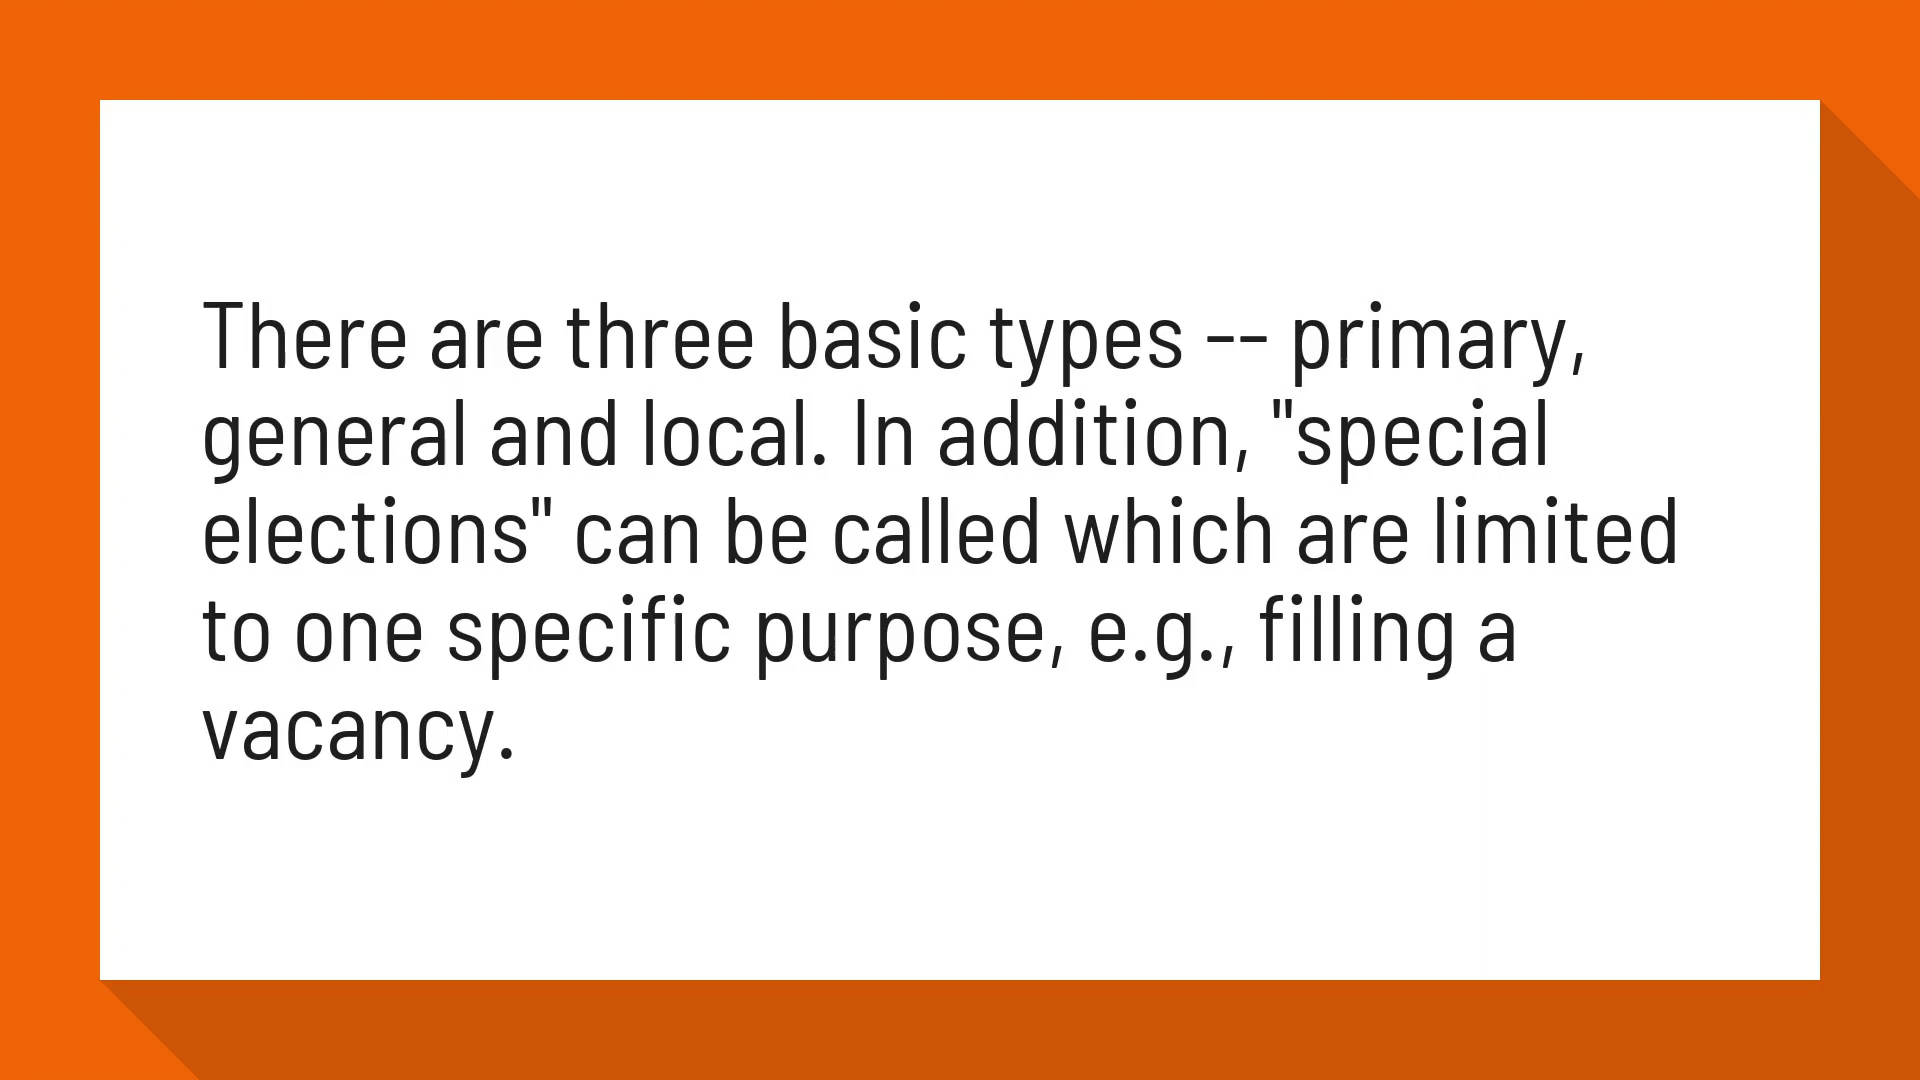 There are three basic types -- primary,
general and local. In addition, "special
elections" can be called which are limited
to one specific purpose, e.g., filling a
vacancy.